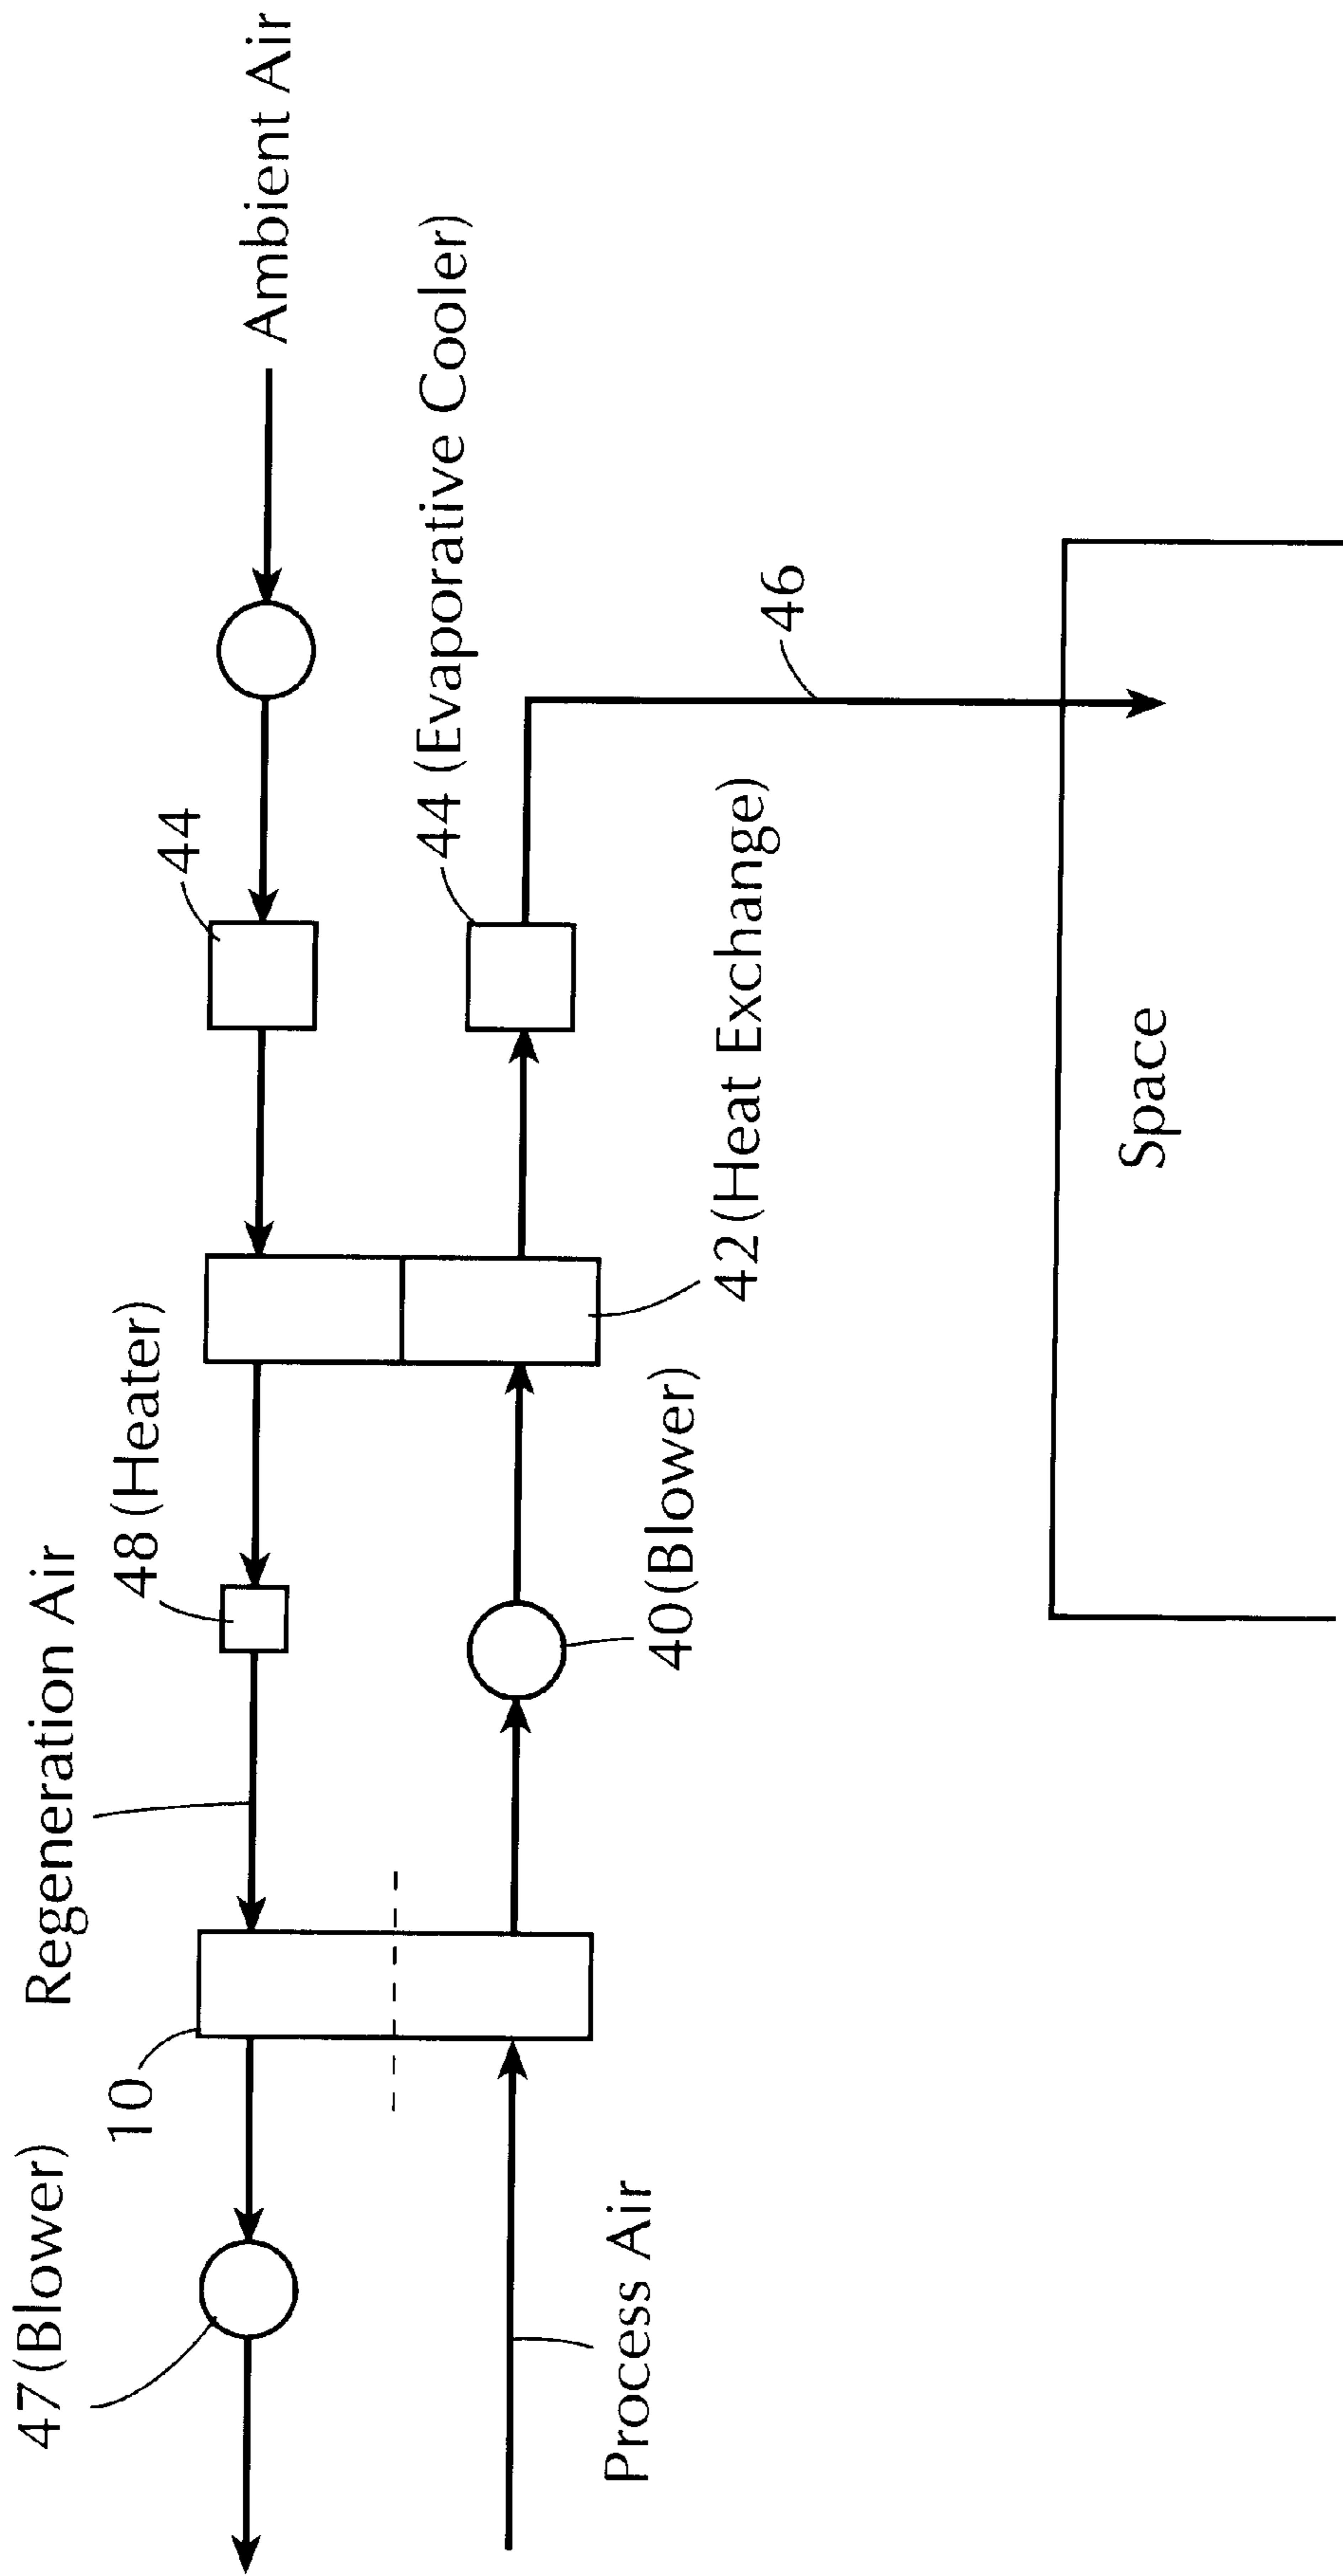 47(Blower)
10
Regeneration Air
48(Heater)
44
Ambient Air
Process Air
40(Blower)
42(Heat Exchange)
44(Evaporative Cooler)
46
Space